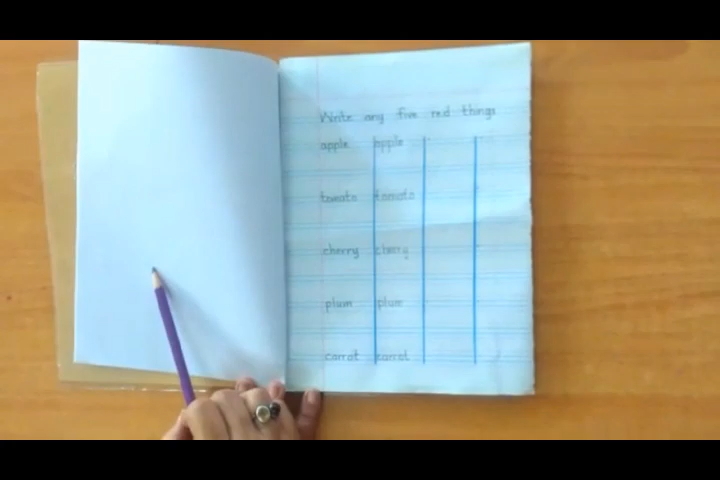 Write any five red things
apple apple
tomato tomato
cherry cherry
plum plum
carrot carrot